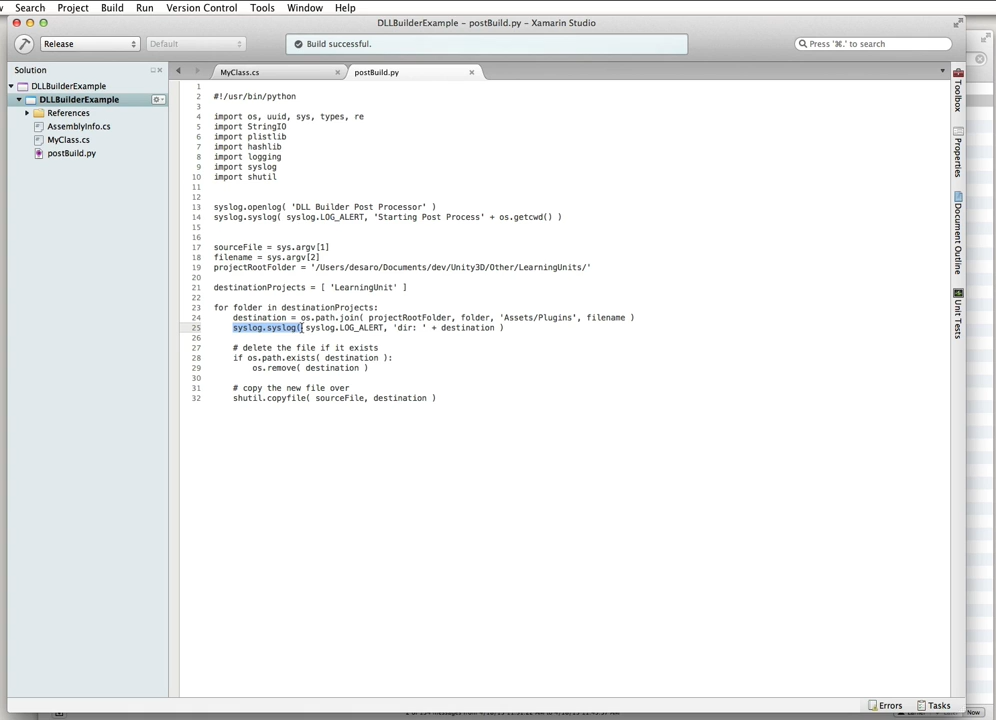 Search Project Build Run Version Control Tools Window Help
DLLBuilderExample – postBuild.py – Xamarin Studio
Release Default Build successful. Press '⌘.' to search
Solution
DLLBuilderExample
DLLBuilderExample
References
AssemblyInfo.cs
MyClass.cs
postBuild.py
MyClass.cs postBuild.py
1
2 #!/usr/bin/python
3
4 import os, uuid, sys, types, re
5 import StringIO
6 import plistlib
7 import hashlib
8 import logging
9 import syslog
10 import shutil
11
12
13 syslog.openlog( 'DLL Builder Post Processor' )
14 syslog.syslog( syslog.LOG_ALERT, 'Starting Post Process' + os.getcwd() )
15
16
17 sourceFile = sys.argv[1]
18 filename = sys.argv[2]
19 projectRootFolder = '/Users/desaro/Documents/dev/Unity3D/Other/LearningUnits/'
20
21 destinationProjects = [ 'LearningUnit' ]
22
23 for folder in destinationProjects:
24 destination = os.path.join( projectRootFolder, folder, 'Assets/Plugins', filename )
25 syslog.syslog( syslog.LOG_ALERT, 'dir: ' + destination )
26
27 # delete the file if it exists
28 if os.path.exists( destination ):
29 os.remove( destination )
30
31 # copy the new file over
32 shutil.copyfile( sourceFile, destination )
Toolbox
Properties
Document Outline
Unit Tests
Errors Tasks
Now